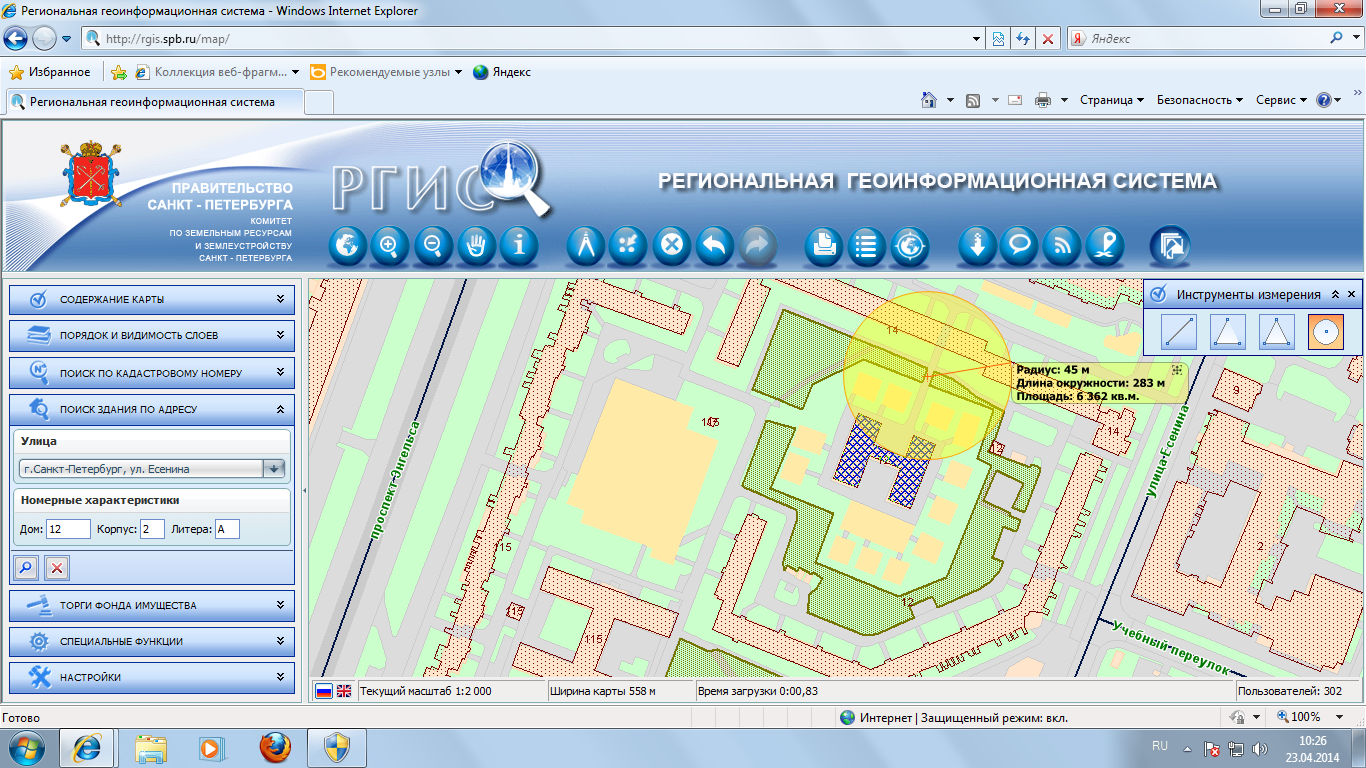 Региональная геоинформационная система - Windows Internet Explorer
http://rgis.spb.ru/map/
Яндекс
Избранное
Коллекция веб-фрагм...
Рекомендуемые узлы
Яндекс
Региональная геоинформационная система
Страница
Безопасность
Сервис
ПРАВИТЕЛЬСТВО
САНКТ - ПЕТЕРБУРГА
КОМИТЕТ
ПО ЗЕМЕЛЬНЫМ РЕСУРСАМ
И ЗЕМЛЕУСТРОЙСТВУ
САНКТ - ПЕТЕРБУРГА
РГИС
РЕГИОНАЛЬНАЯ ГЕОИНФОРМАЦИОННАЯ СИСТЕМА
СОДЕРЖАНИЕ КАРТЫ
ПОРЯДОК И ВИДИМОСТЬ СЛОЕВ
ПОИСК ПО КАДАСТРОВОМУ НОМЕРУ
ПОИСК ЗДАНИЯ ПО АДРЕСУ
Улица
г.Санкт-Петербург, ул. Есенина
Номерные характеристики
Дом: 12 Корпус: 2 Литера: А
ТОРГИ ФОНДА ИМУЩЕСТВА
СПЕЦИАЛЬНЫЕ ФУНКЦИИ
НАСТРОЙКИ
Инструменты измерения
14
Радиус: 45 м
Длина окружности: 283 м
Площадь: 6 362 кв.м.
9
14
12
проспект Энгельса
улица Есенина
115
2
12
115
115
Учебный переулок
Текущий масштаб 1:2 000
Ширина карты 558 м
Время загрузки 0:00,83
Пользователей: 302
Готово
Интернет | Защищенный режим: вкл.
100%
RU
10:26
23.04.2014